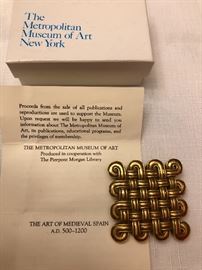 The
Metropolitan
Museum of Art
New York
Proceeds from the sale of all publications and
reproductions are used to support the Museum.
Upon request we will be happy to send you
information about The Metropolitan Museum of
Art, its publications, educational programs, and
the privileges of membership.
THE METROPOLITAN MUSEUM OF ART
Produced in cooperation with
The Pierpont Morgan Library
THE ART OF MEDIEVAL SPAIN
A.D. 500–1200